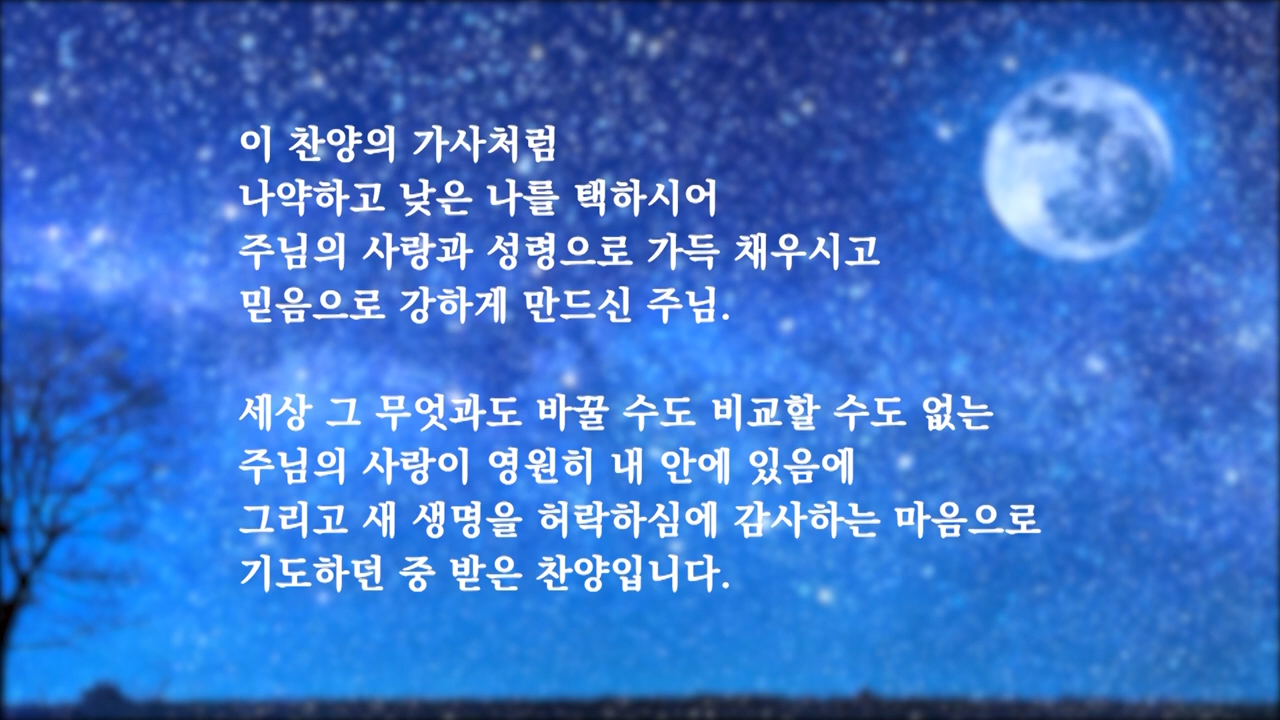 이 찬양의 가사처럼
나약하고 낮은 나를 택하시어
주님의 사랑과 성령으로 가득 채우시고
믿음으로 강하게 만드신 주님.
세상 그 무엇과도 바꿀 수도 비교할 수도 없는
주님의 사랑이 영원히 내 안에 있음에
그리고 새 생명을 허락하심에 감사하는 마음으로
기도하던 중 받은 찬양입니다.